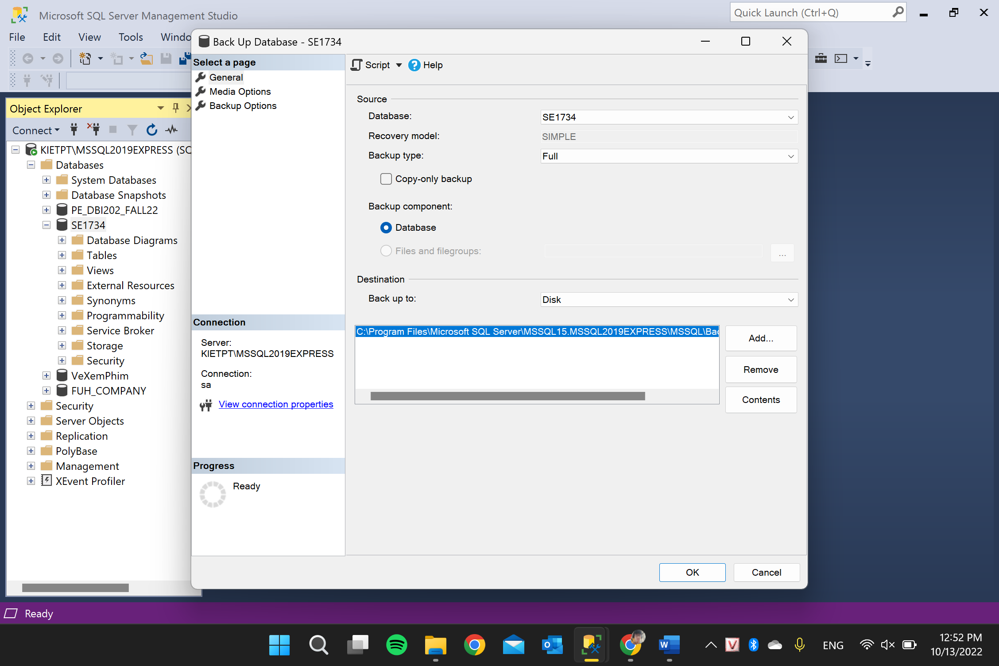 Microsoft SQL Server Management Studio
Quick Launch (Ctrl+Q)
File Edit View Tools Windo
Back Up Database - SE1734
Select a page
General
Media Options
Backup Options
Script
Help
Object Explorer
Connect
KIETPT\MSSQL2019EXPRESS (SQ
Databases
System Databases
Database Snapshots
PE_DBI202_FALL22
SE1734
Database Diagrams
Tables
Views
External Resources
Synonyms
Programmability
Service Broker
Storage
Security
VeXemPhim
FUH_COMPANY
Security
Server Objects
Replication
PolyBase
Management
XEvent Profiler
Connection
Server:
KIETPT\MSSQL2019EXPRESS
Connection:
sa
View connection properties
Progress
Ready
Source
Database:
SE1734
Recovery model:
SIMPLE
Backup type:
Full
Copy-only backup
Backup component:
Database
Files and filegroups:
...
Destination
Back up to:
Disk
C:\Program Files\Microsoft SQL Server\MSSQL15.MSSQL2019EXPRESS\MSSQL\Bac
Add...
Remove
Contents
OK
Cancel
Ready
ENG
12:52 PM
10/13/2022